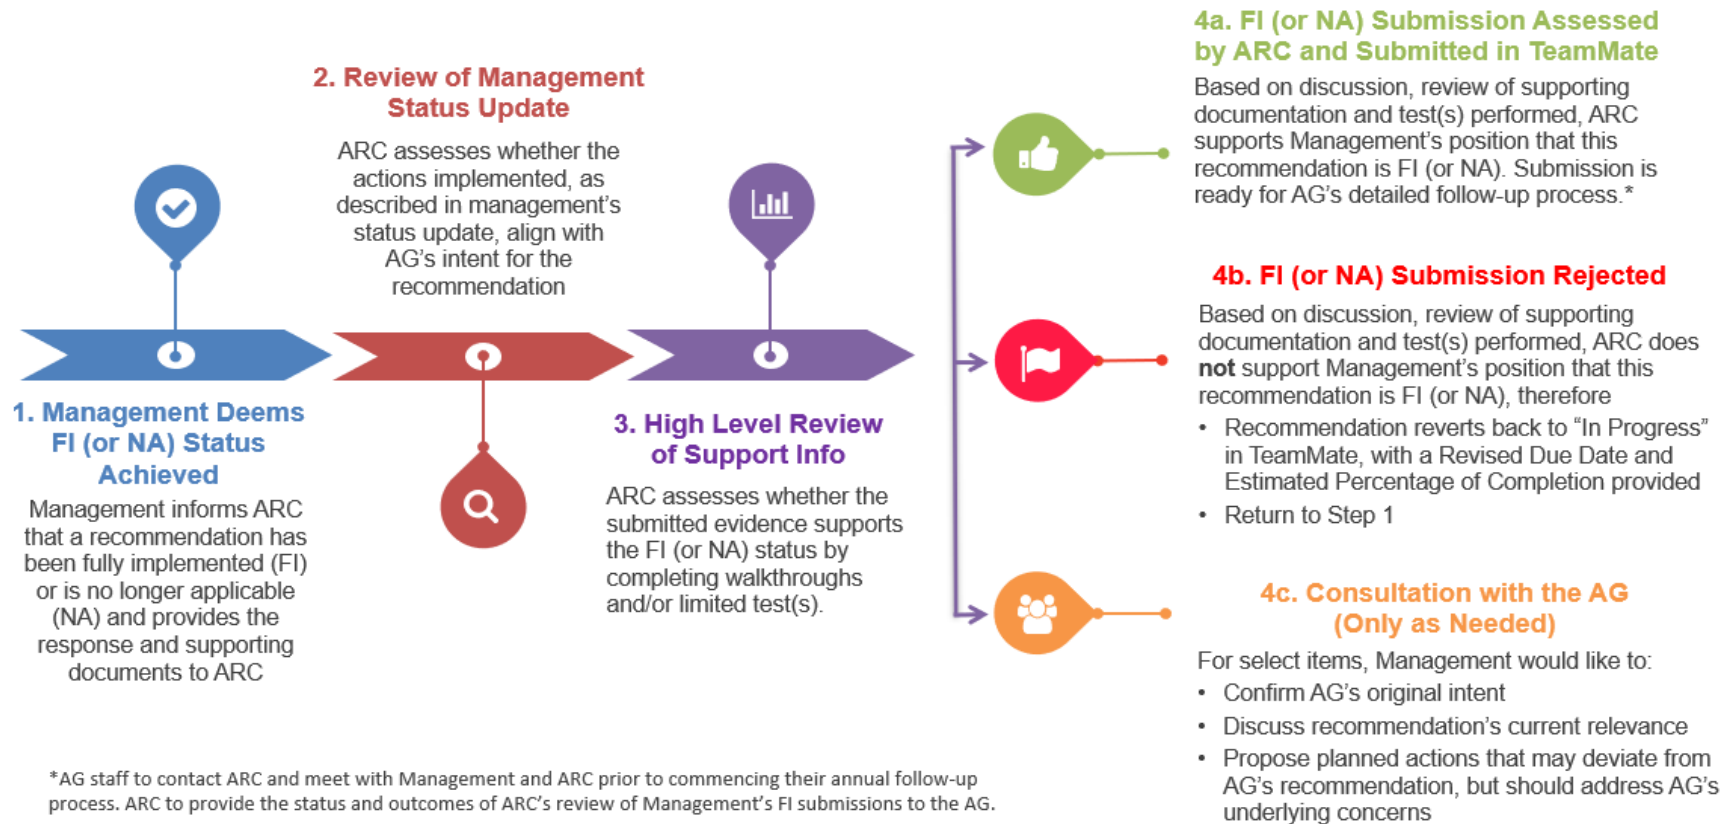 1. Management Deems
FI (or NA) Status
Achieved
Management informs ARC
that a recommendation has
been fully implemented (FI)
or is no longer applicable
(NA) and provides the
response and supporting
documents to ARC
2. Review of Management
Status Update
ARC assesses whether the
actions implemented, as
described in management’s
status update, align with
AG’s intent for the
recommendation
3. High Level Review
of Support Info
ARC assesses whether the
submitted evidence supports
the FI (or NA) status by
completing walkthroughs
and/or limited test(s).
4a. FI (or NA) Submission Assessed
by ARC and Submitted in TeamMate
Based on discussion, review of supporting
documentation and test(s) performed, ARC
supports Management’s position that this
recommendation is FI (or NA). Submission is
ready for AG’s detailed follow-up process.*
4b. FI (or NA) Submission Rejected
Based on discussion, review of supporting
documentation and test(s) performed, ARC does
not support Management’s position that this
recommendation is FI (or NA), therefore
• Recommendation reverts back to “In Progress”
in TeamMate, with a Revised Due Date and
Estimated Percentage of Completion provided
• Return to Step 1
4c. Consultation with the AG
(Only as Needed)
For select items, Management would like to:
• Confirm AG’s original intent
• Discuss recommendation’s current relevance
• Propose planned actions that may deviate from
AG’s recommendation, but should address AG’s
underlying concerns
*AG staff to contact ARC and meet with Management and ARC prior to commencing their annual follow-up
process. ARC to provide the status and outcomes of ARC’s review of Management’s FI submissions to the AG.